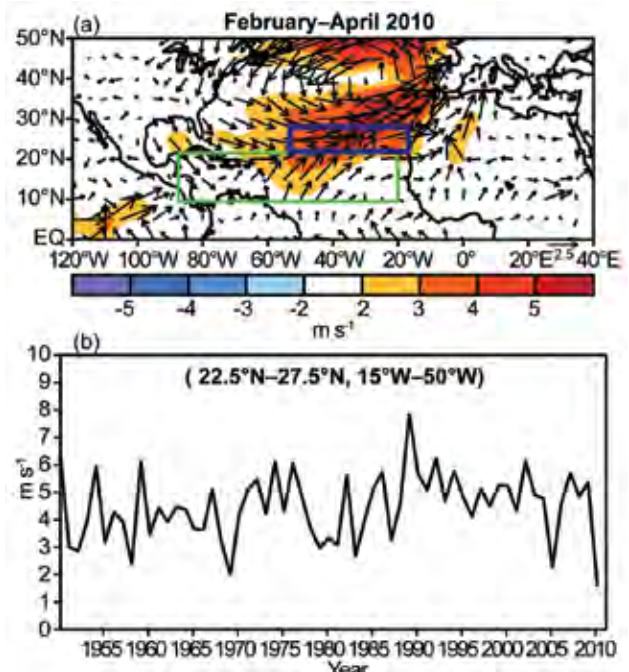 (a) February–April 2010
50°N
40°N
30°N
20°N
10°N
EQ
120°W 100°W 80°W 60°W 40°W 20°W 0° 20°E 40°E
2.5
-5 -4 -3 -2 2 3 4 5
m s⁻¹
(b)
( 22.5°N–27.5°N, 15°W–50°W)
10
9
8
7
6
5
4
3
2
1
0
m s⁻¹
1955 1960 1965 1970 1975 1980 1985 1990 1995 2000 2005 2010
Year